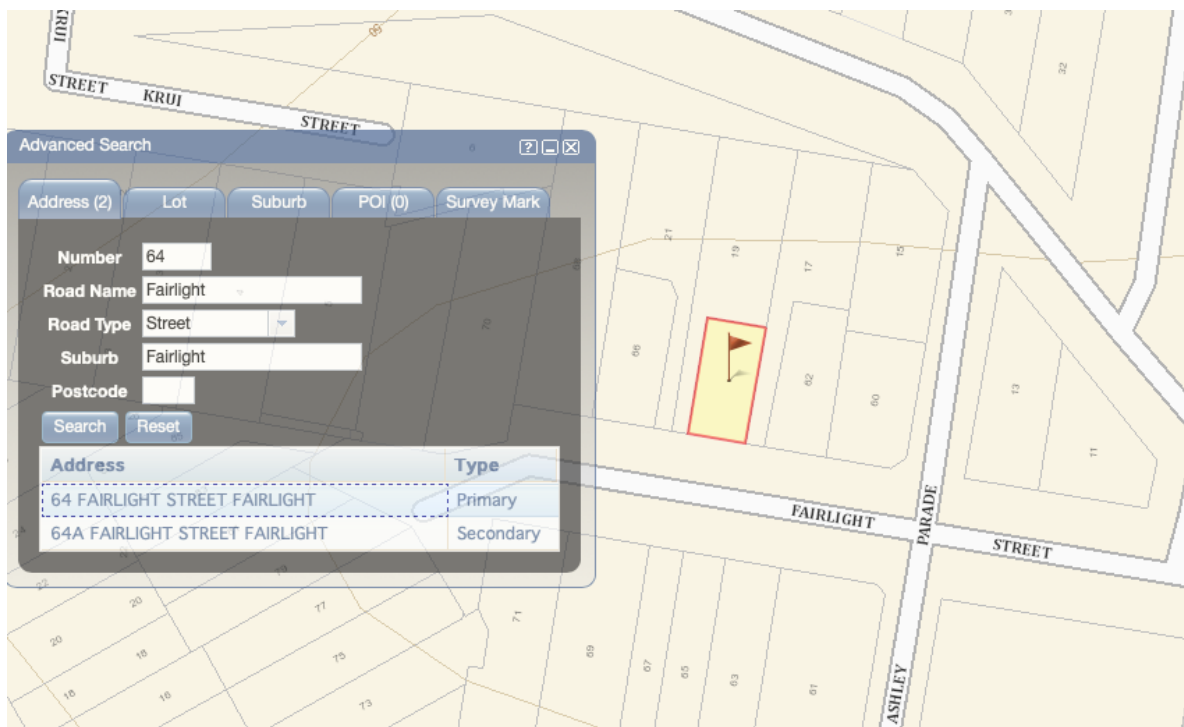 KRUI
50
STREET KRUI
STREET
32
Advanced Search
Address (2) Lot Suburb POI (0) Survey Mark
Number 64
Road Name Fairlight
Road Type Street
Suburb Fairlight
Postcode
Search Reset
Address Type
64 FAIRLIGHT STREET FAIRLIGHT Primary
64A FAIRLIGHT STREET FAIRLIGHT Secondary
21
19
17
15
70
66
62
60
13
11
FAIRLIGHT
PARADE
STREET
ASHLEY
22
20
20
18
18
16
79
77
75
73
71
69
67
65
63
61